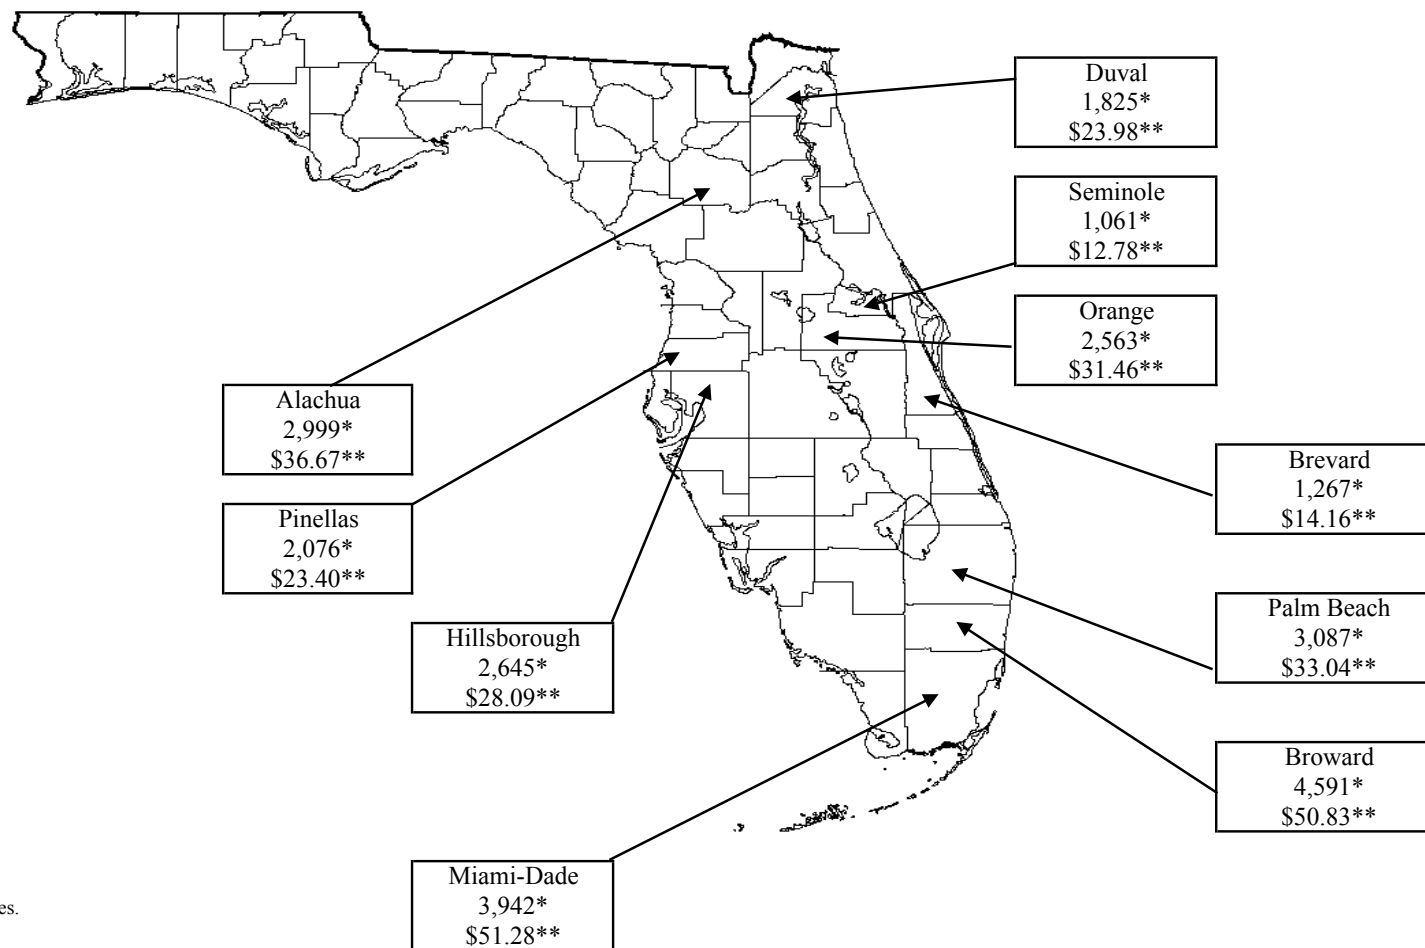 Duval
1,825*
$23.98**
Seminole
1,061*
$12.78**
Orange
2,563*
$31.46**
Alachua
2,999*
$36.67**
Brevard
1,267*
$14.16**
Pinellas
2,076*
$23.40**
Palm Beach
3,087*
$33.04**
Hillsborough
2,645*
$28.09**
Broward
4,591*
$50.83**
Miami-Dade
3,942*
$51.28**
es.